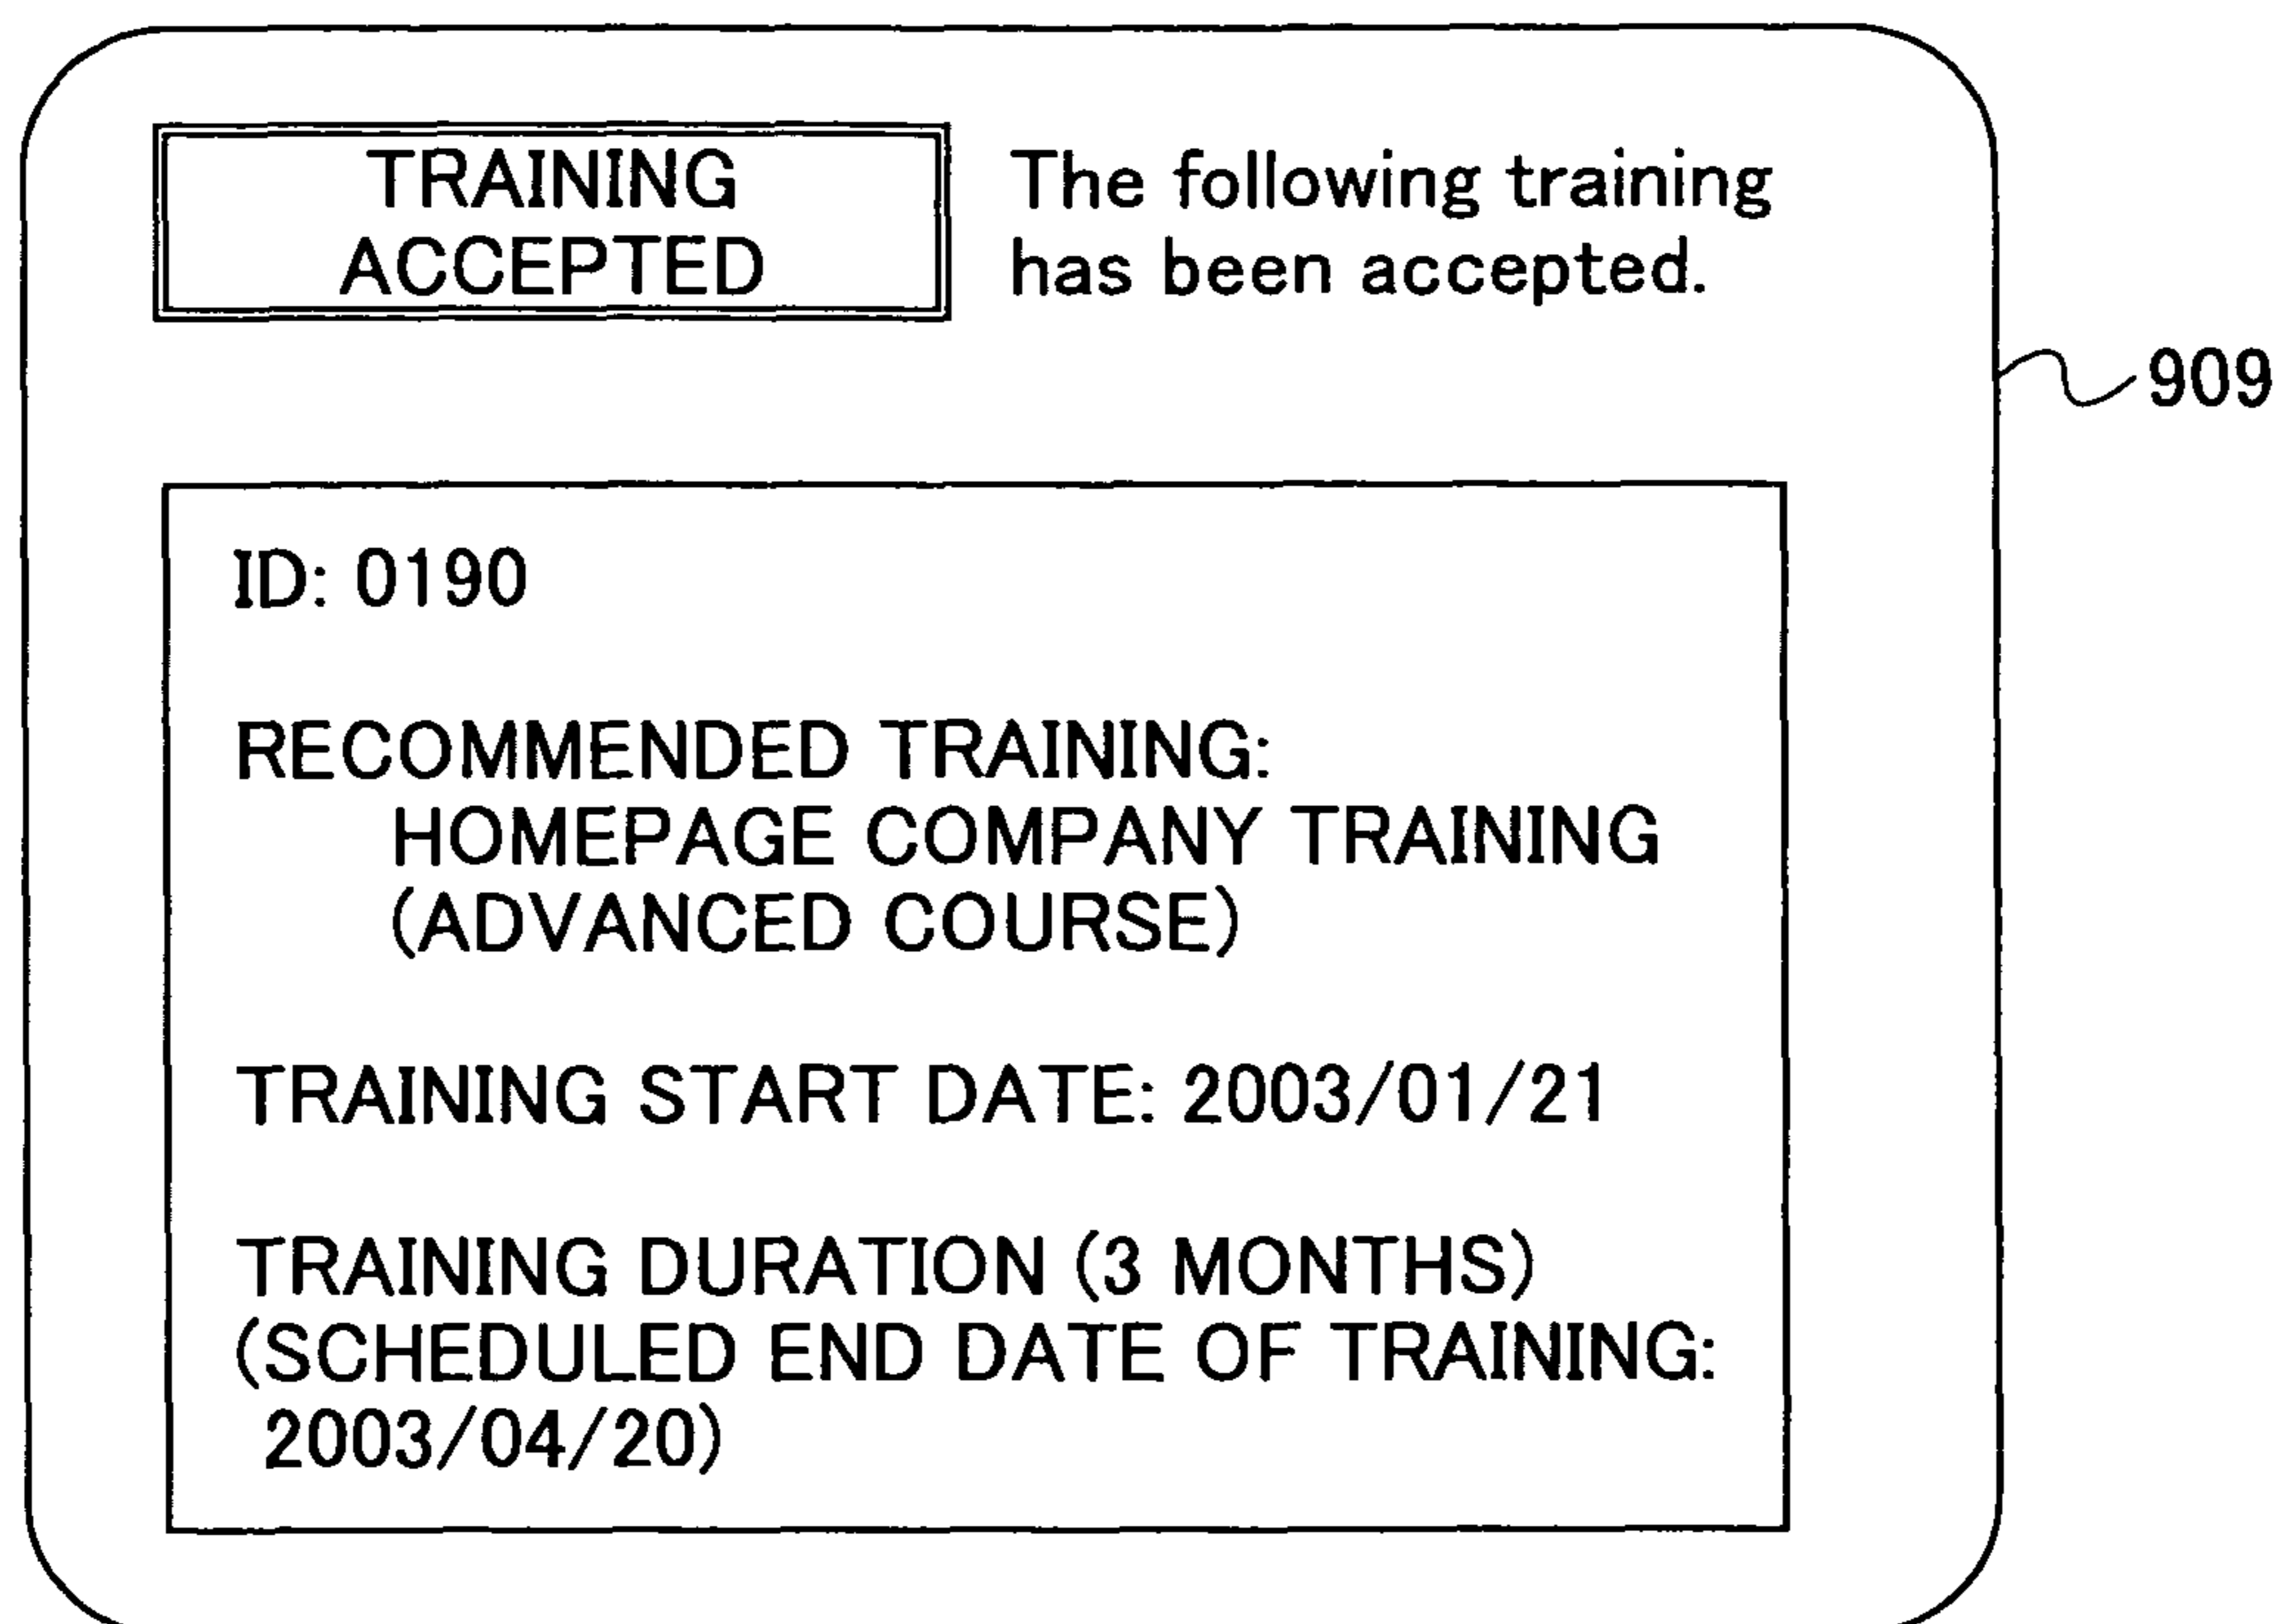 TRAINING
ACCEPTED
The following training
has been accepted.
909
ID: 0190
RECOMMENDED TRAINING:
HOMEPAGE COMPANY TRAINING
(ADVANCED COURSE)
TRAINING START DATE: 2003/01/21
TRAINING DURATION (3 MONTHS)
(SCHEDULED END DATE OF TRAINING:
2003/04/20)